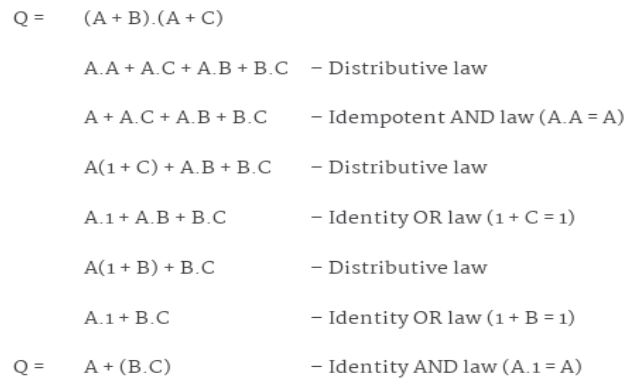 Q = (A + B).(A + C)
A.A + A.C + A.B + B.C – Distributive law
A + A.C + A.B + B.C – Idempotent AND law (A.A = A)
A(1 + C) + A.B + B.C – Distributive law
A.1 + A.B + B.C – Identity OR law (1 + C = 1)
A(1 + B) + B.C – Distributive law
A.1 + B.C – Identity OR law (1 + B = 1)
Q = A + (B.C) – Identity AND law (A.1 = A)